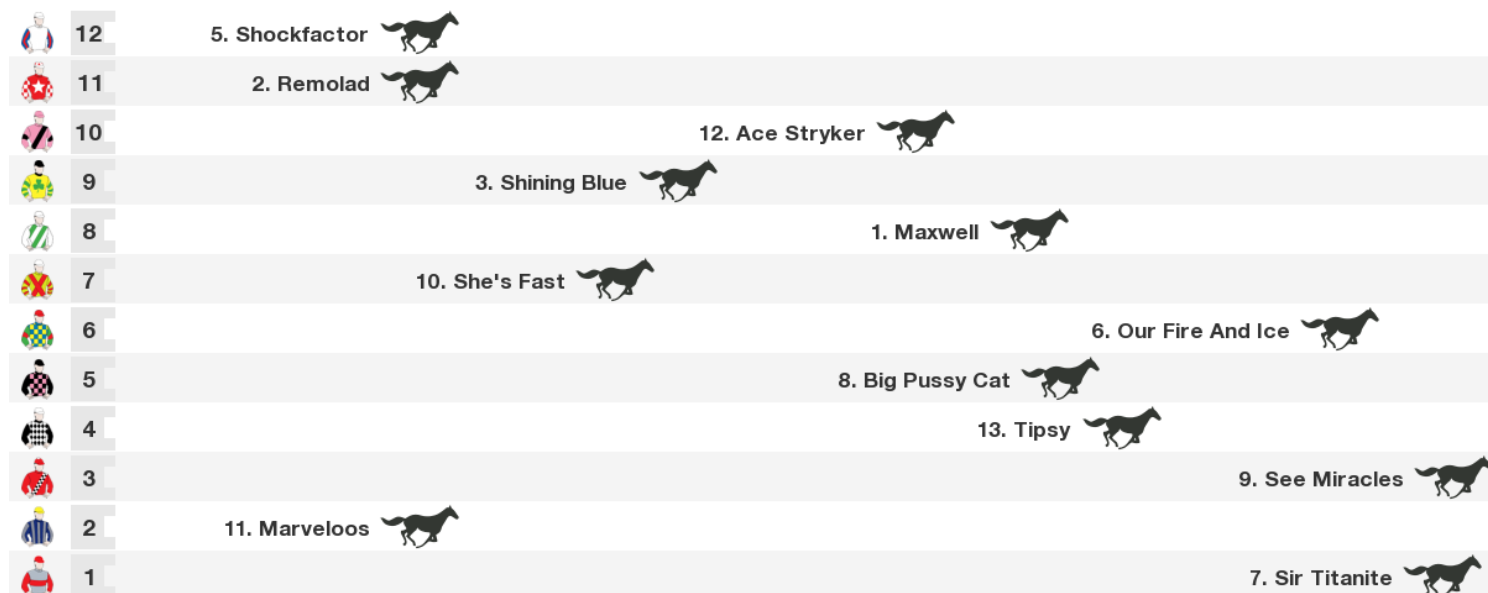 12 5. Shockfactor
11 2. Remolad
10 12. Ace Stryker
9 3. Shining Blue
8 1. Maxwell
7 10. She's Fast
6 6. Our Fire And Ice
5 8. Big Pussy Cat
4 13. Tipsy
3 9. See Miracles
2 11. Marveloos
1 7. Sir Titanite